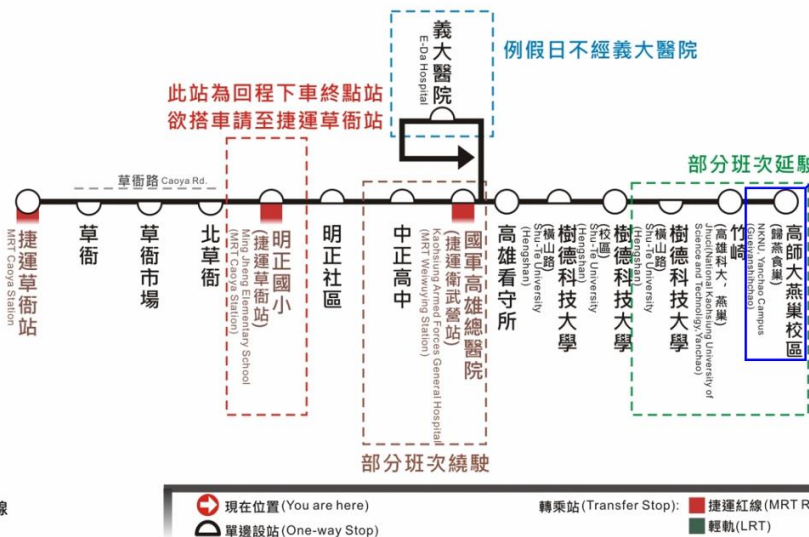 義大醫院
E-Da Hospital
例假日不經義大醫院
此站為回程下車終點站
欲搭車請至捷運草衙站
部分班次延駛
草衙路 Caoya Rd.
捷運草衙站
MRT Caoya Station
草衙
草衙市場
北草衙
明正國小
(捷運草衙站)
Ming Jheng Elementary School
(MRT Caoya Station)
明正社區
中正高中
國軍高雄總醫院
(捷運衛武營站)
Kaohsiung Armed Forces General Hospital
(MRT Weiwuying Station)
高雄看守所
樹德科技大學
(橫山路)
Shu-Te University
(Hengshan)
樹德科技大學
(校區)
Shu-Te University
(Hengshan)
樹德科技大學
(橫山路)
Shu-Te University
(Hengshan)
竹崎
(高雄科大、燕巢)
Jhuci(National Kaohsiung University of
Science and Technoligy, Yanchao)
高師大燕巢校區
(歸燕食巢)
NKNU, Yanchao Campus
(Gueiyanshihchao)
部分班次繞駛
線
現在位置(You are here)
單邊設站(One-way Stop)
轉乘站(Transfer Stop):
捷運紅線(MRT R
輕軌(LRT)